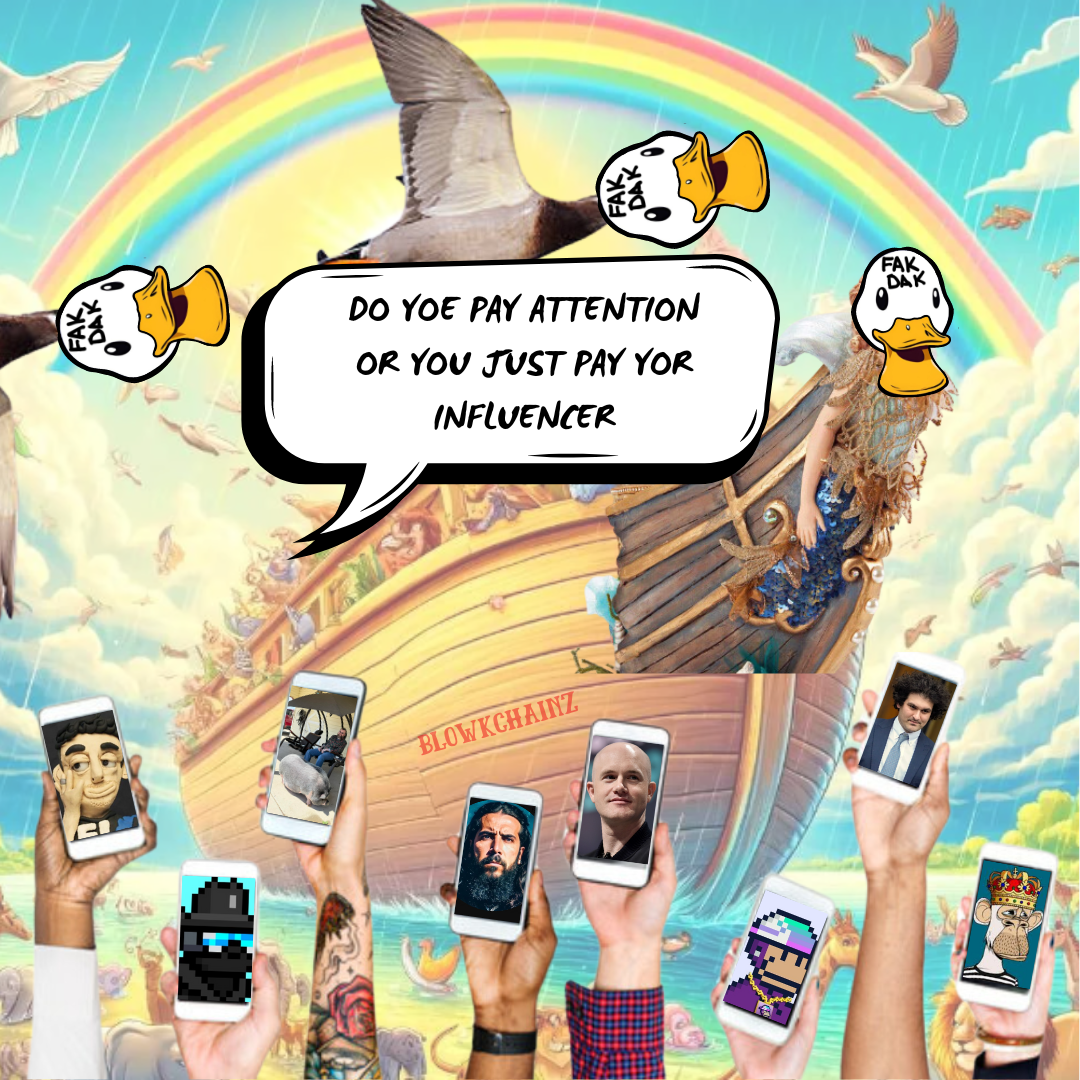 FAK
DAK
FAK
DAK
FAK
DAK
DO YOE PAY ATTENTION
OR YOU JUST PAY YOR
INFLUENCER
BLOWKCHAINZ